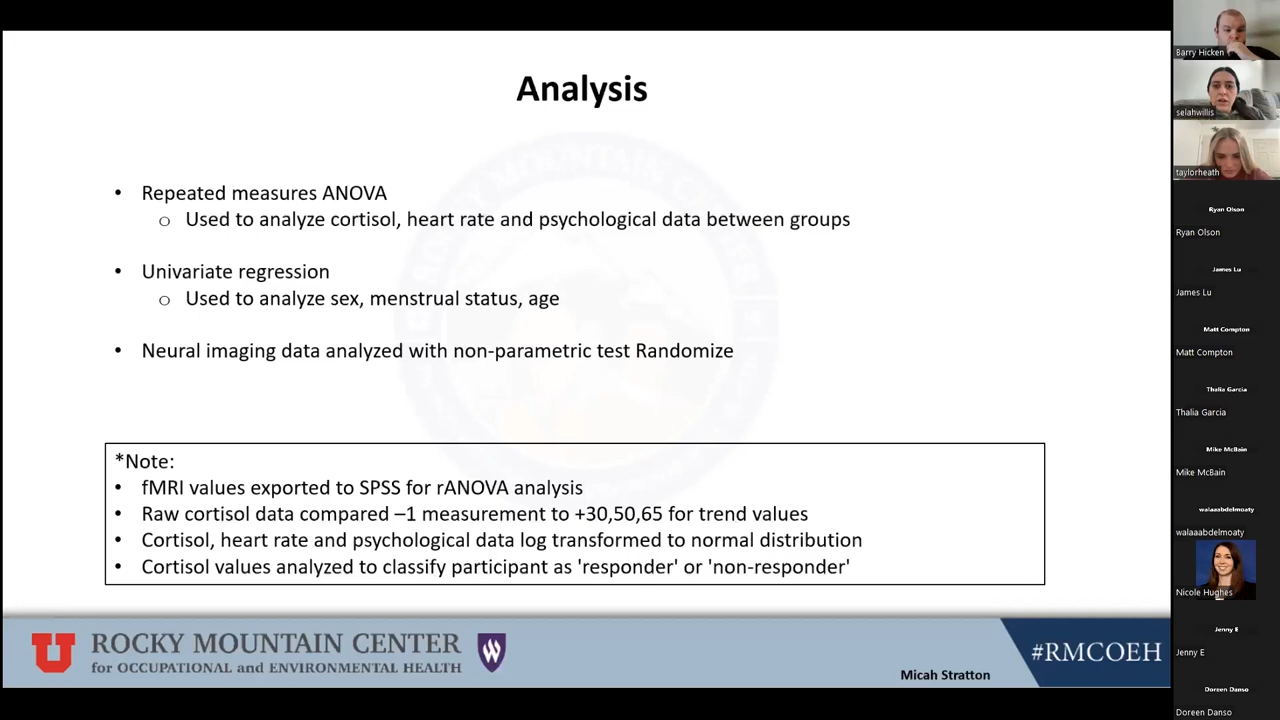 Analysis
• Repeated measures ANOVA
o Used to analyze cortisol, heart rate and psychological data between groups
• Univariate regression
o Used to analyze sex, menstrual status, age
• Neural imaging data analyzed with non-parametric test Randomize
*Note:
• fMRI values exported to SPSS for rANOVA analysis
• Raw cortisol data compared –1 measurement to +30,50,65 for trend values
• Cortisol, heart rate and psychological data log transformed to normal distribution
• Cortisol values analyzed to classify participant as 'responder' or 'non-responder'
U ROCKY MOUNTAIN CENTER W
for OCCUPATIONAL and ENVIRONMENTAL HEALTH
Micah Stratton
#RMCOEH
Barry Hicken
selahwillis
taylorheath
Ryan Olson
Ryan Olson
James Lu
James Lu
Matt Compton
Matt Compton
Thalia Garcia
Thalia Garcia
Mike McBain
Mike McBain
walaaabdelmoaty
walaaabdelmoaty
Nicole Hughes
Jenny E
Jenny E
Doreen Danso
Doreen Danso